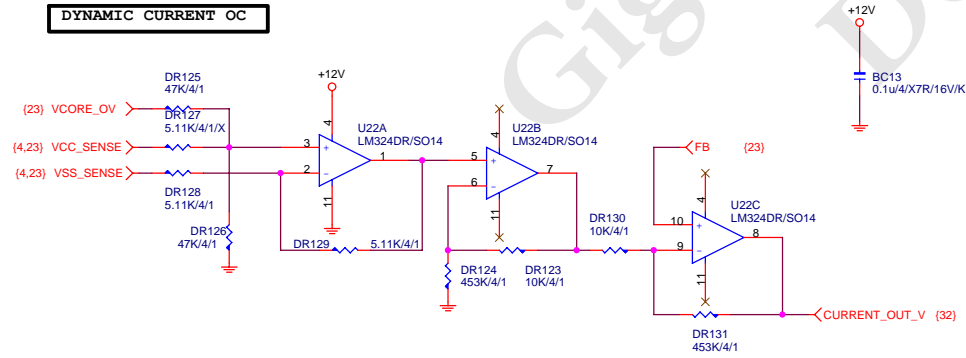 DYNAMIC CURRENT OC
Gig
D
+12V
BC13
0.1u/4/X7R/16V/K
DR125
47K/4/1
{23} VCORE_OV
DR127
5.11K/4/1/X
{4,23} VCC_SENSE
{4,23} VSS_SENSE
DR128
5.11K/4/1
DR126
47K/4/1
+12V
4
3
+
2
-
1
11
U22A
LM324DR/SO14
DR129
5.11K/4/1
U22B
LM324DR/SO14
4
5
+
6
-
7
11
DR124
453K/4/1
DR123
10K/4/1
DR130
10K/4/1
FB {23}
U22C
LM324DR/SO14
4
10
+
9
-
8
11
DR131
453K/4/1
CURRENT_OUT_V {32}